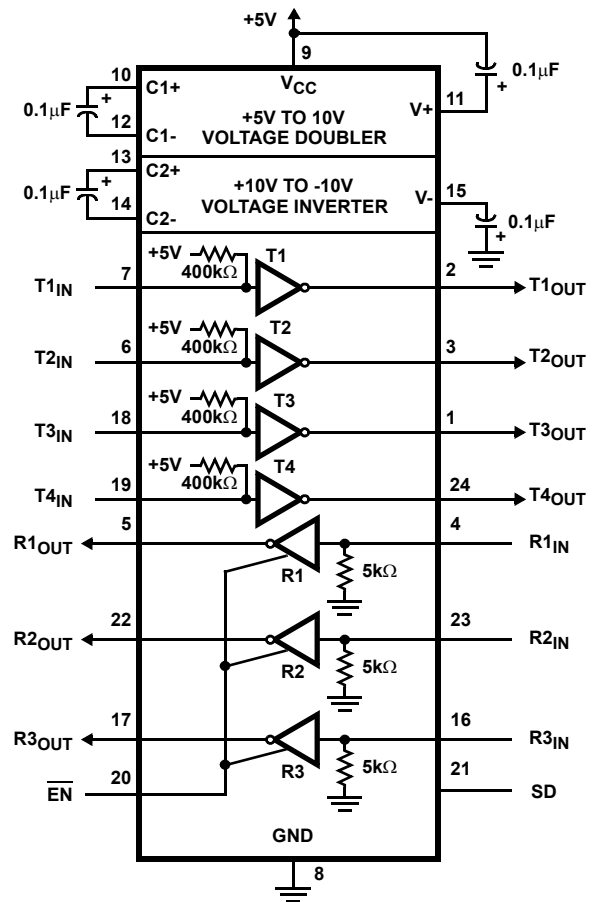 +5V
9
10
C1+
VCC
0.1μF
+
+
0.1μF
11
V+
+5V TO 10V
VOLTAGE DOUBLER
12
C1-
13
C2+
0.1μF
+
+10V TO -10V
VOLTAGE INVERTER
V-
15
14
C2-
0.1μF
+
+5V
400kΩ
T1
T1IN
7
2
T1OUT
+5V
400kΩ
T2
T2IN
6
3
T2OUT
+5V
400kΩ
T3
T3IN
18
1
T3OUT
+5V
400kΩ
T4
T4IN
19
24
T4OUT
R1OUT
5
4
R1IN
R1
5kΩ
R2OUT
22
23
R2IN
R2
5kΩ
R3OUT
17
16
R3IN
R3
5kΩ
EN
20
21
SD
GND
8